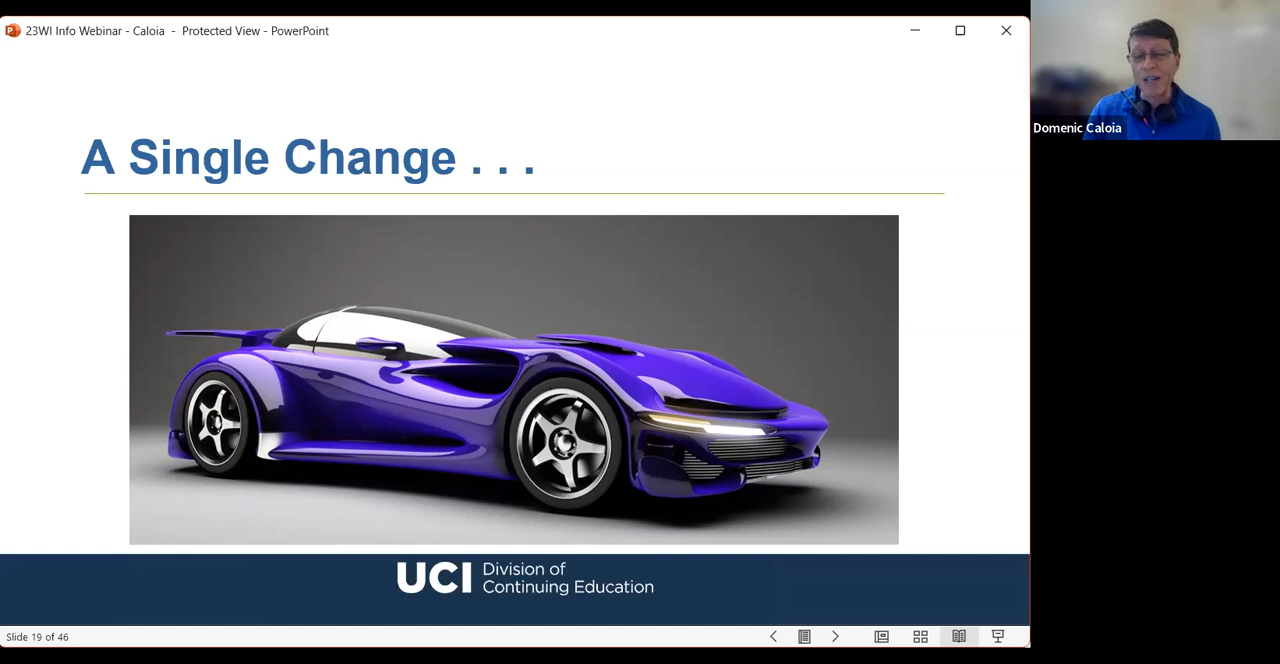 23WI Info Webinar - Caloia - Protected View - PowerPoint
Domenic Caloia
A Single Change . . .
UCI Division of
Continuing Education
Slide 19 of 46